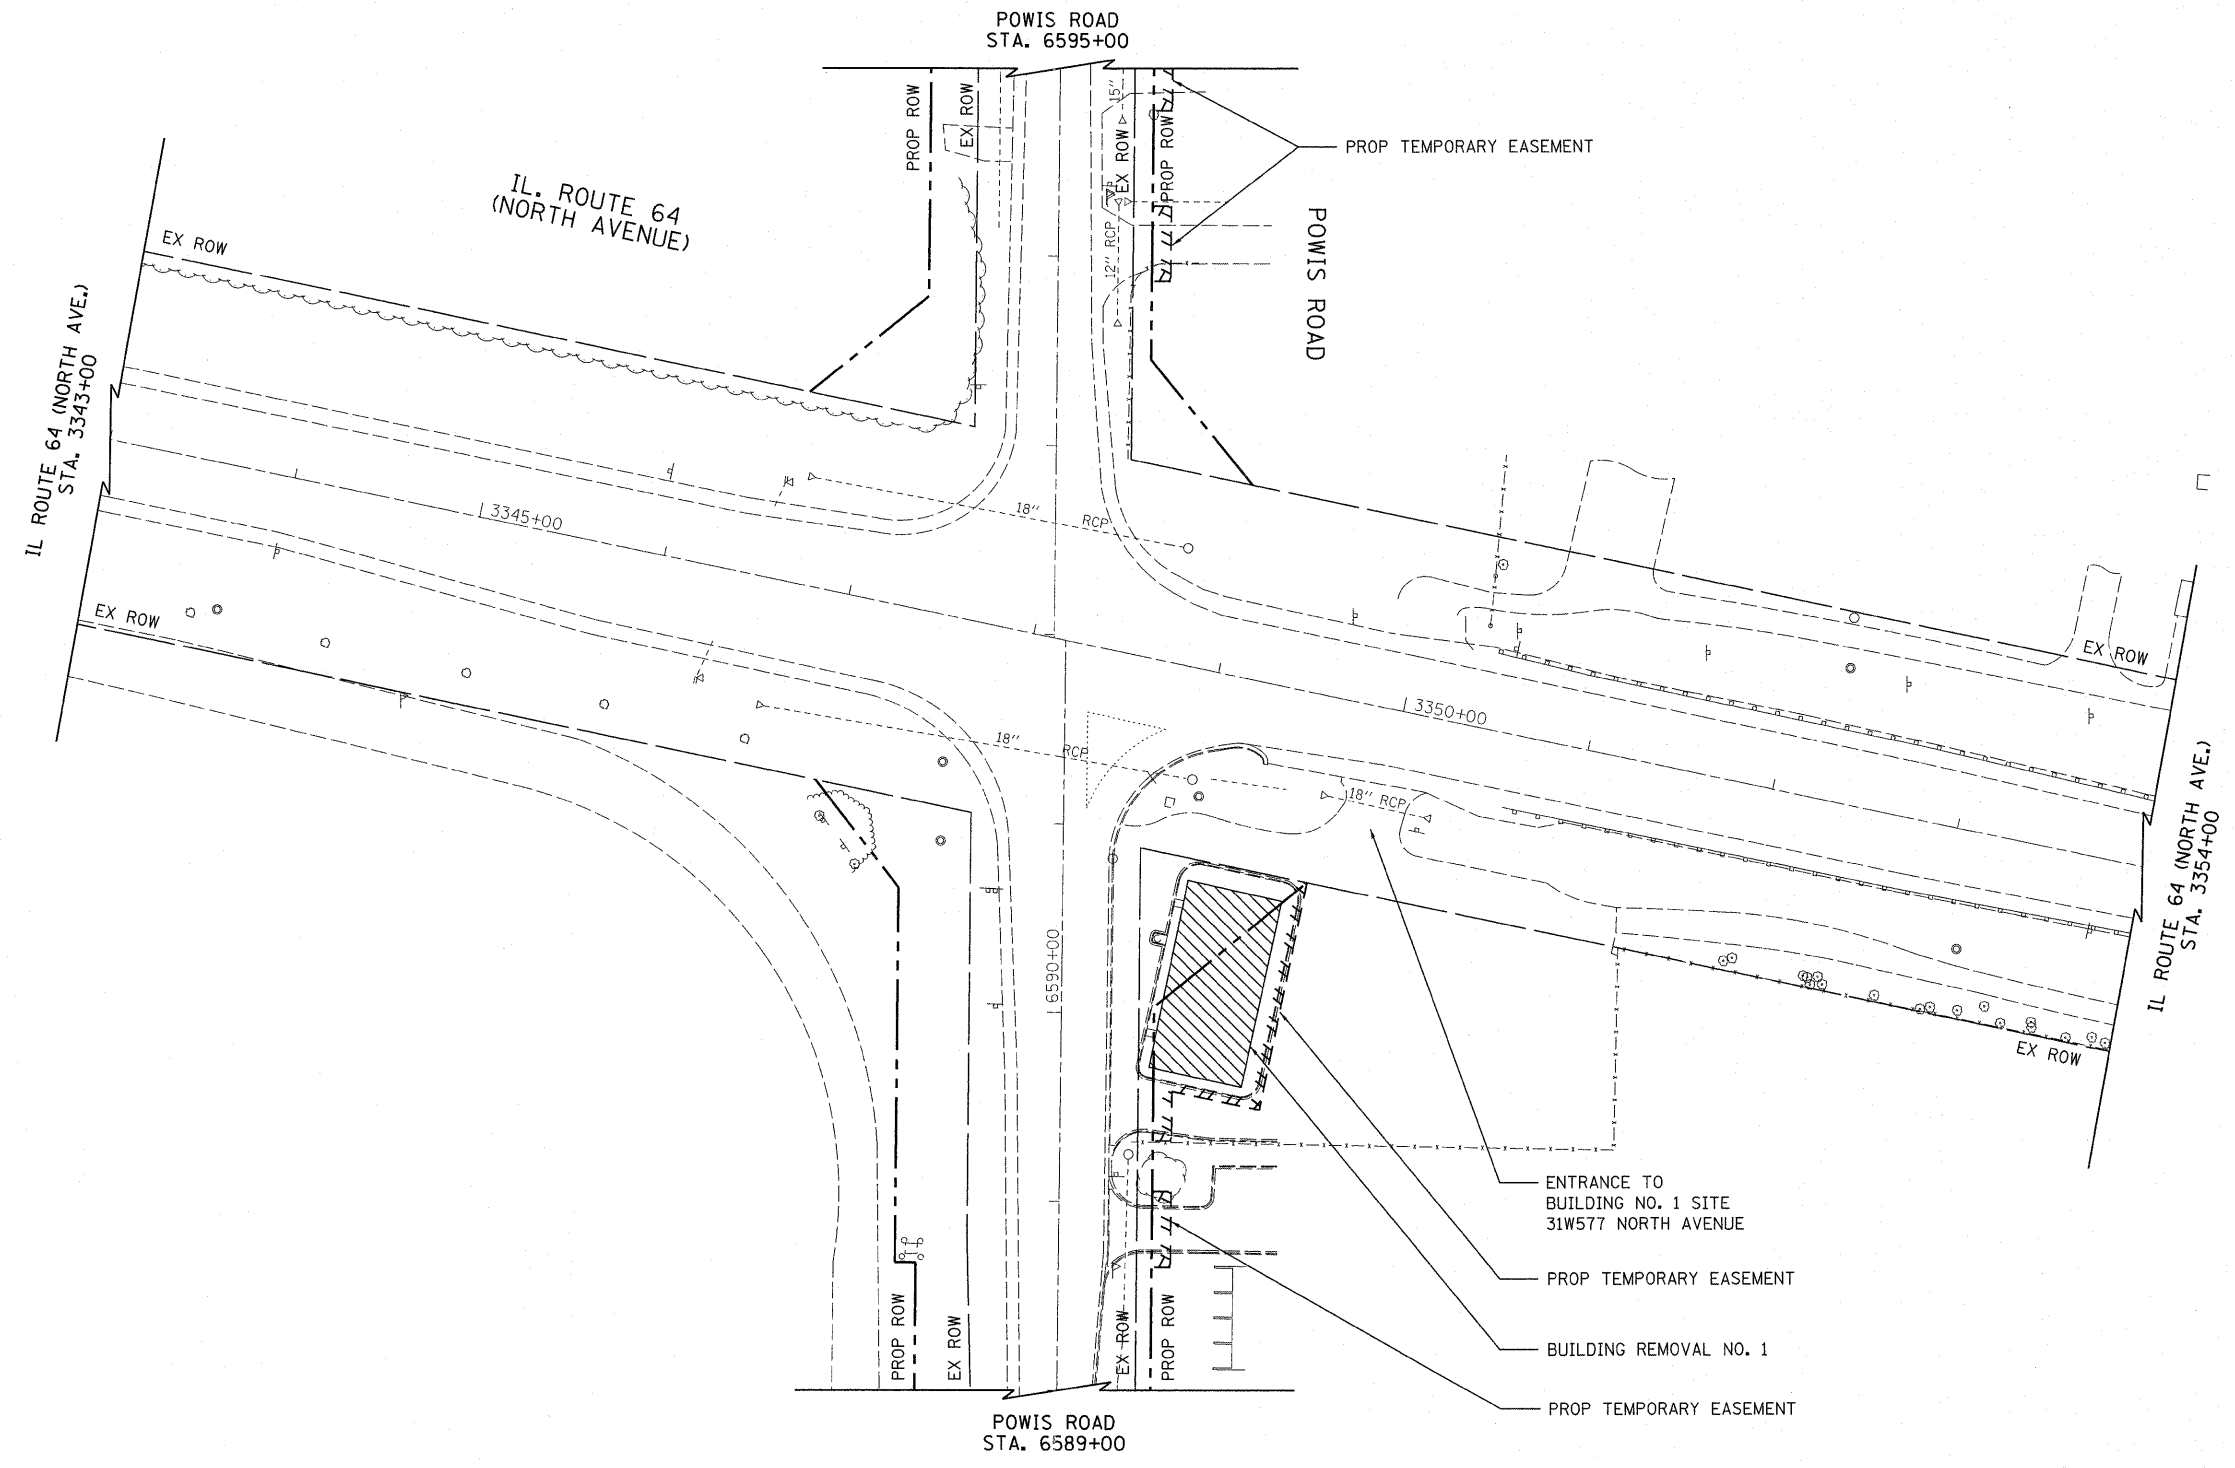 POWIS ROAD
STA. 6595+00
PROP ROW
EX ROW
15"
EX ROW
PROP ROW
12" RCP
PROP TEMPORARY EASEMENT
IL. ROUTE 64
(NORTH AVENUE)
POWIS ROAD
EX ROW
IL ROUTE 64 (NORTH AVE.)
STA. 3343+00
3345+00
18" RCP
EX ROW
EX ROW
3350+00
18" RCP
18" RCP
IL ROUTE 64 (NORTH AVE.)
STA. 3354+00
6590+00
EX ROW
ENTRANCE TO
BUILDING NO. 1 SITE
31W577 NORTH AVENUE
PROP TEMPORARY EASEMENT
BUILDING REMOVAL NO. 1
PROP TEMPORARY EASEMENT
PROP ROW
EX ROW
EX ROW
PROP ROW
POWIS ROAD
STA. 6589+00